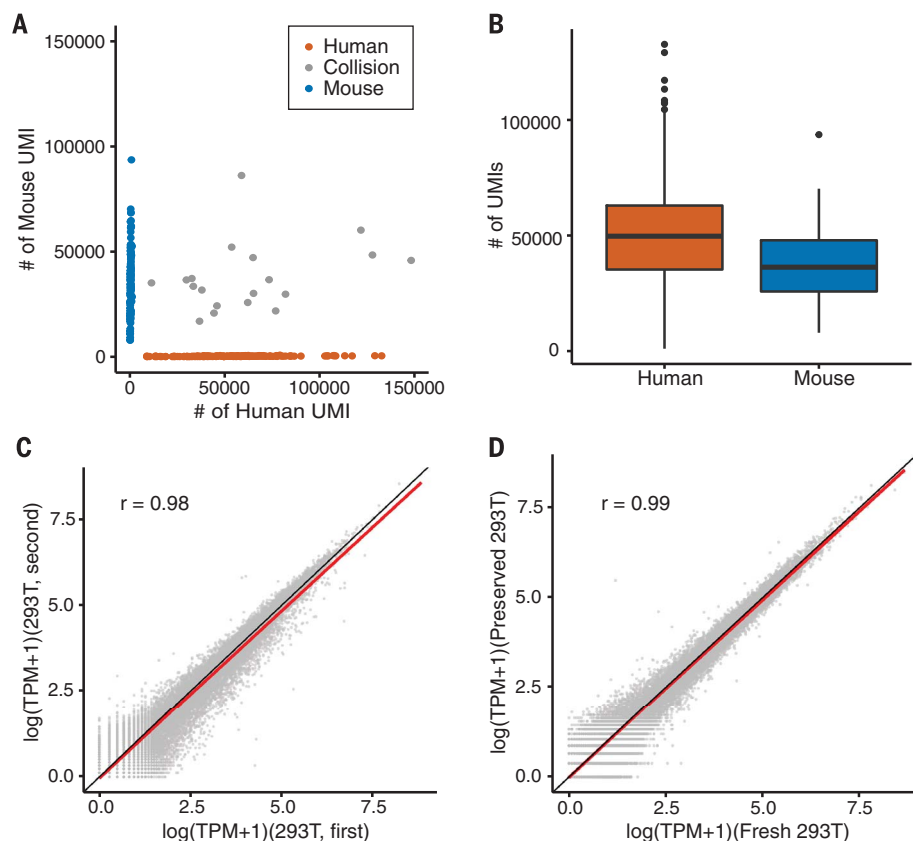 A
150000
100000
50000
0
# of Mouse UMI
Human
Collision
Mouse
0
50000
100000
150000
# of Human UMI
B
100000
50000
0
# of UMIs
Human
Mouse
C
r = 0.98
7.5
5.0
2.5
0.0
log(TPM+1)(293T, second)
0.0
2.5
5.0
7.5
log(TPM+1)(293T, first)
D
r = 0.99
7.5
5.0
2.5
0.0
log(TPM+1)(Preserved 293T)
0.0
2.5
5.0
7.5
log(TPM+1)(Fresh 293T)